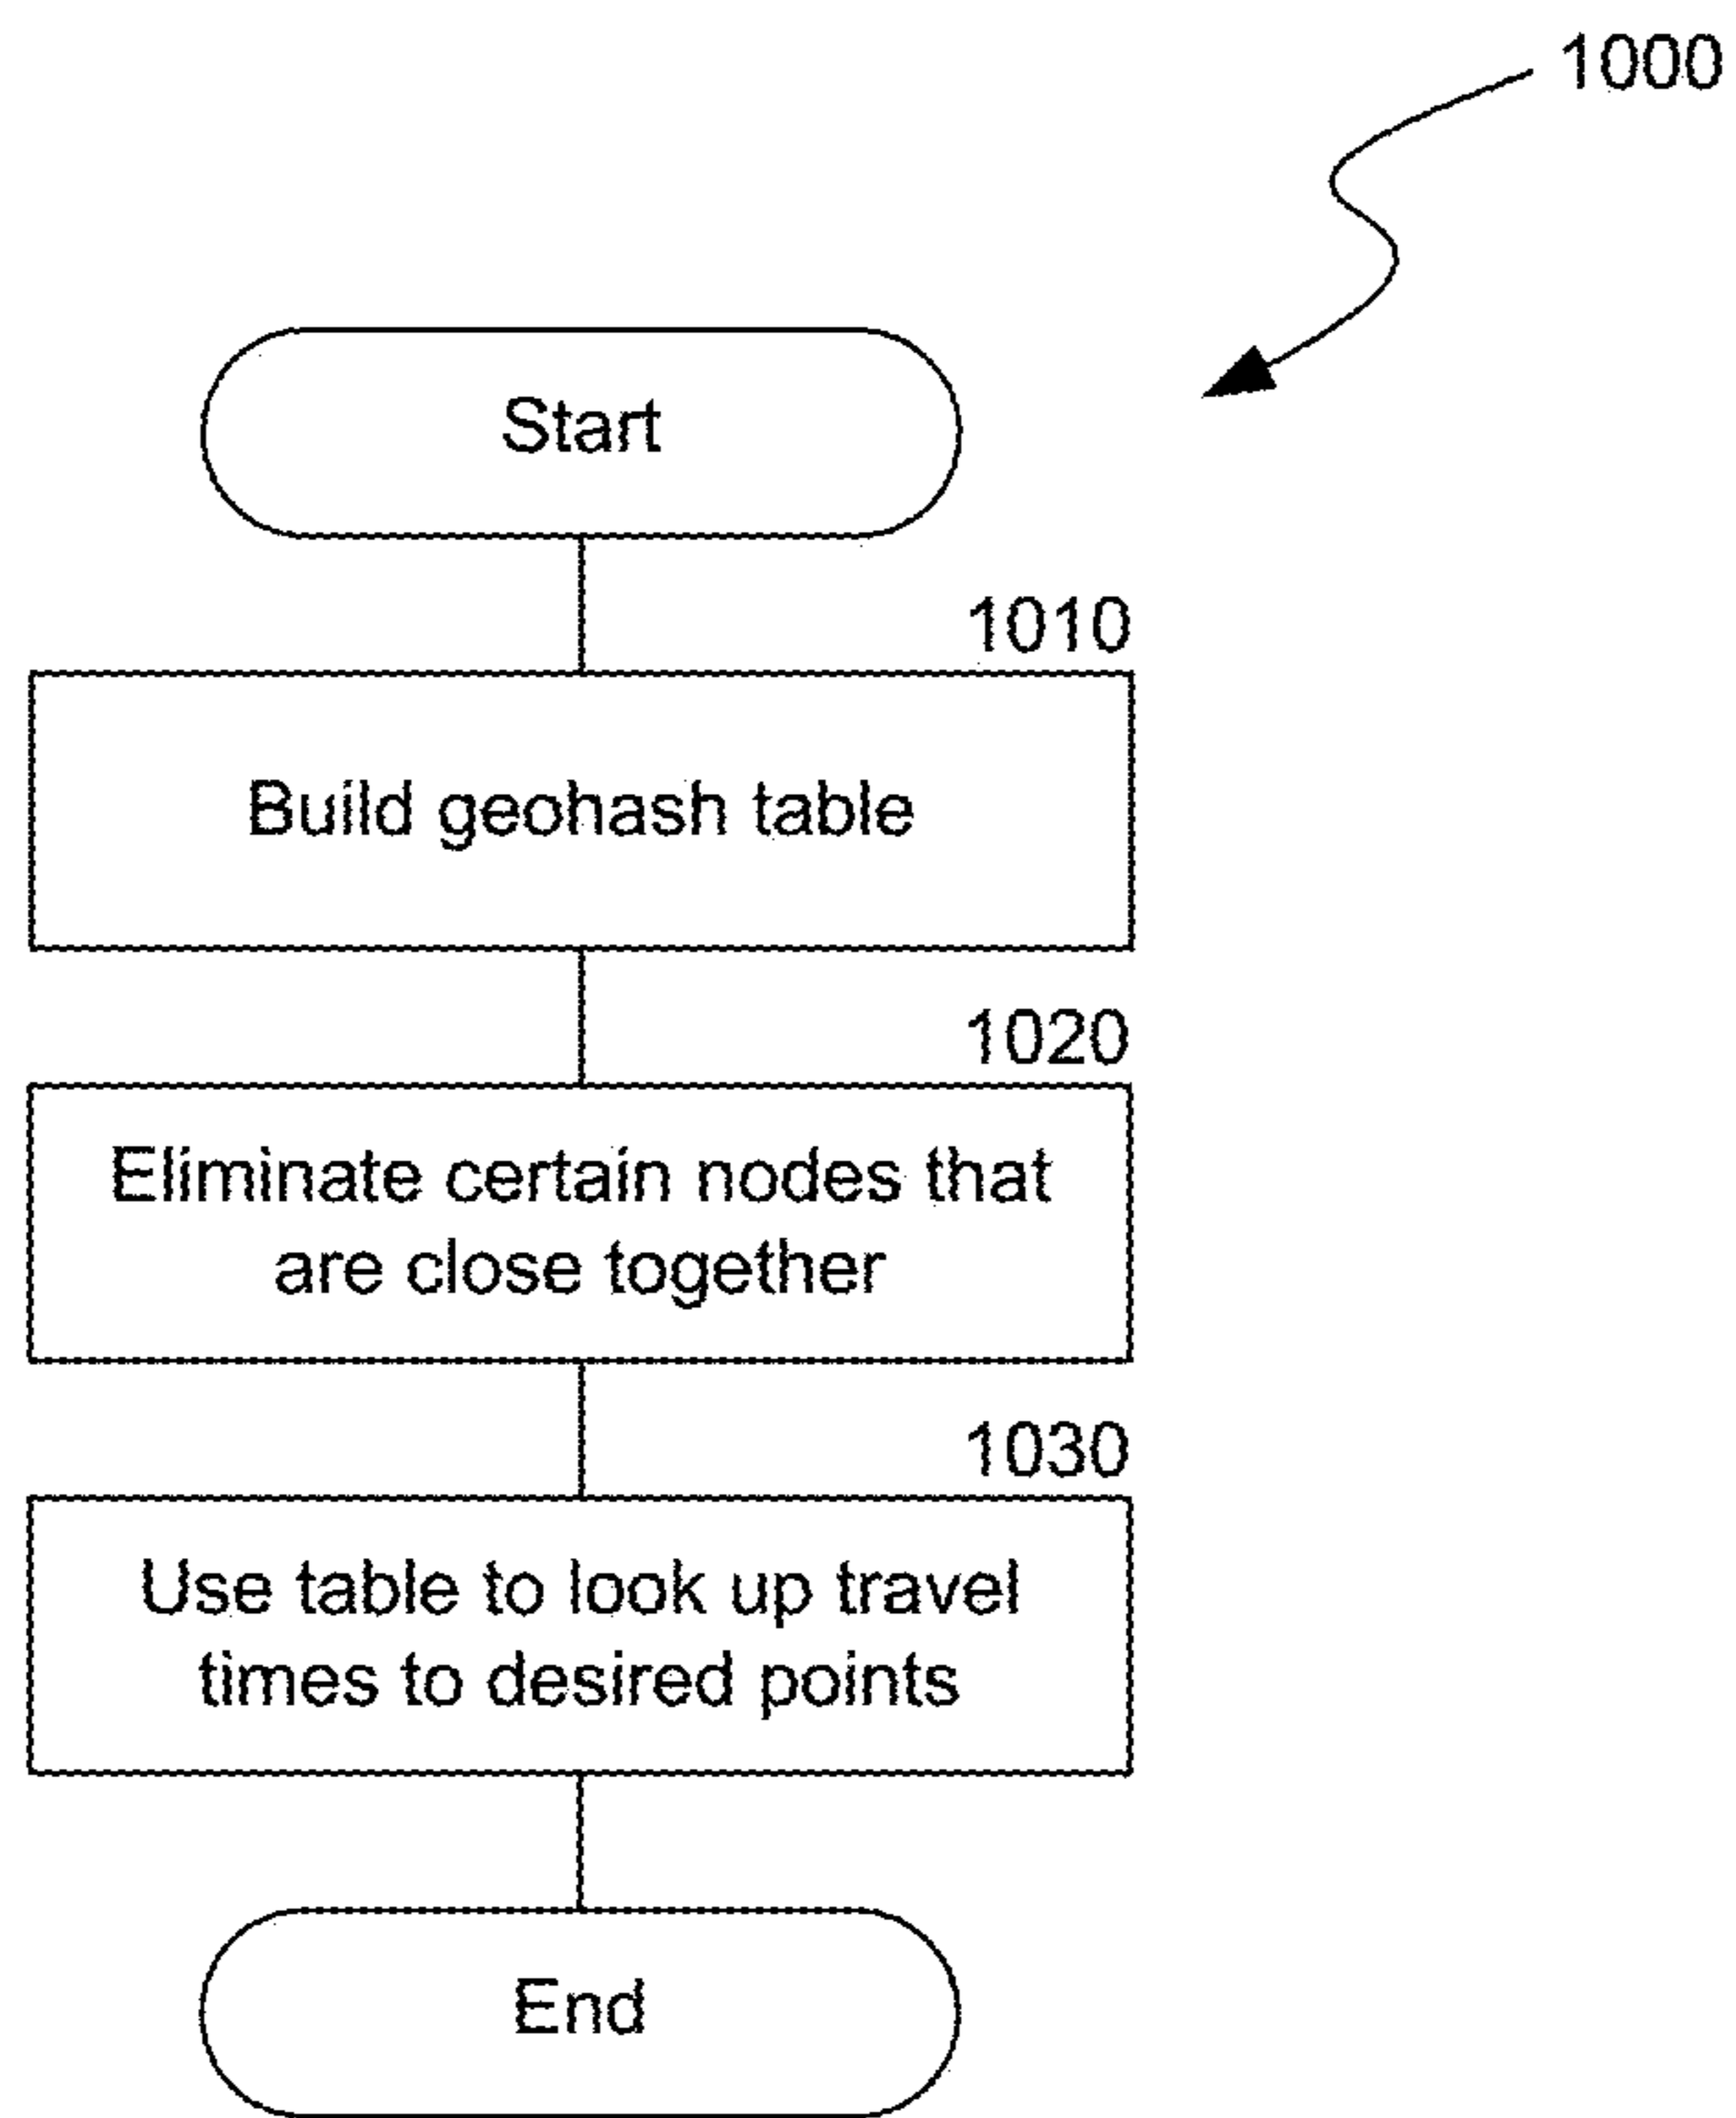 1000
Start
1010
Build geohash table
1020
Eliminate certain nodes that
are close together
1030
Use table to look up travel
times to desired points
End